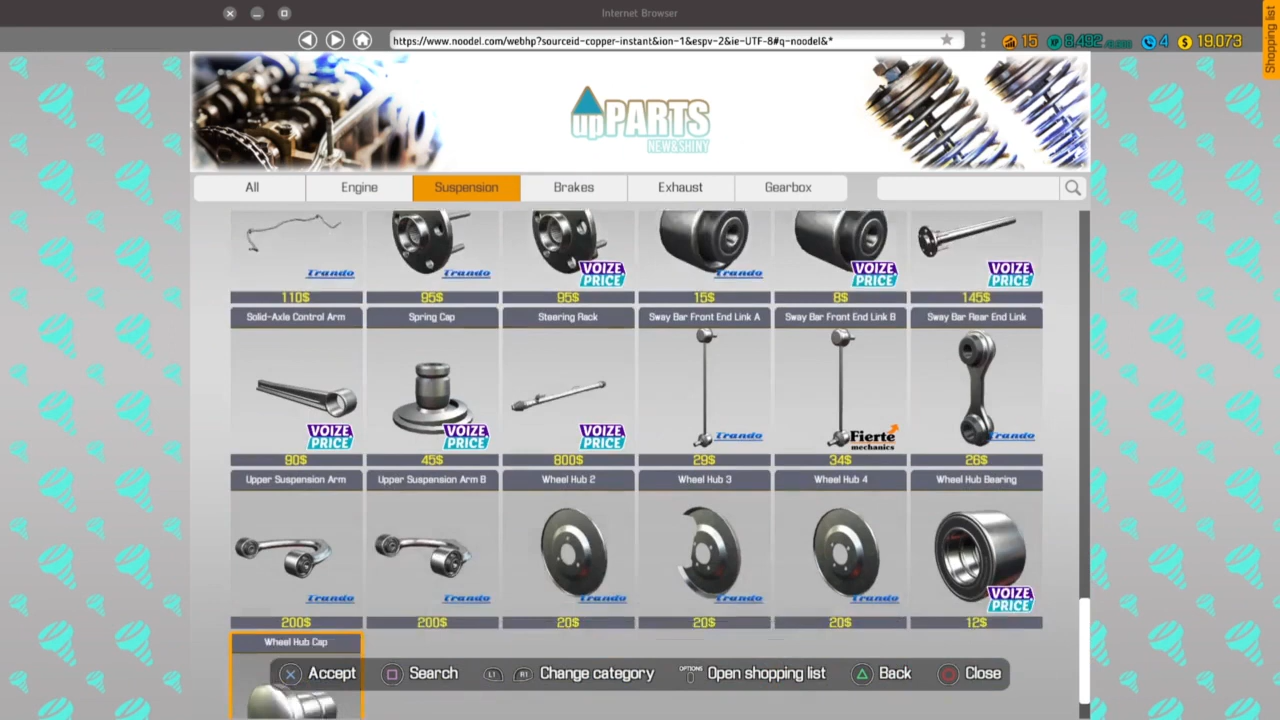 Internet Browser
Shopping list
https://www.noodel.com/webhp?sourceid-copper-instant&ion-1&espv-2&ie-UTF-8#q-noodel&*
15 8,492 4 $ 19,073
upPARTS
NEW&SHINY
All Engine Suspension Brakes Exhaust Gearbox
Trando Trando VOIZE PRICE Trando VOIZE PRICE VOIZE PRICE
110$ 95$ 95$ 15$ 8$ 145$
Solid-Axle Control Arm Spring Cap Steering Rack Sway Bar Front End Link A Sway Bar Front End Link B Sway Bar Rear End Link
VOIZE PRICE VOIZE PRICE VOIZE PRICE Trando Fierte mechanics Trando
90$ 45$ 800$ 29$ 34$ 26$
Upper Suspension Arm Upper Suspension Arm B Wheel Hub 2 Wheel Hub 3 Wheel Hub 4 Wheel Hub Bearing
Trando Trando Trando Trando Trando VOIZE PRICE
200$ 200$ 20$ 20$ 20$ 12$
Wheel Hub Cap
Accept Search L1 R1 Change category OPTIONS Open shopping list Back Close